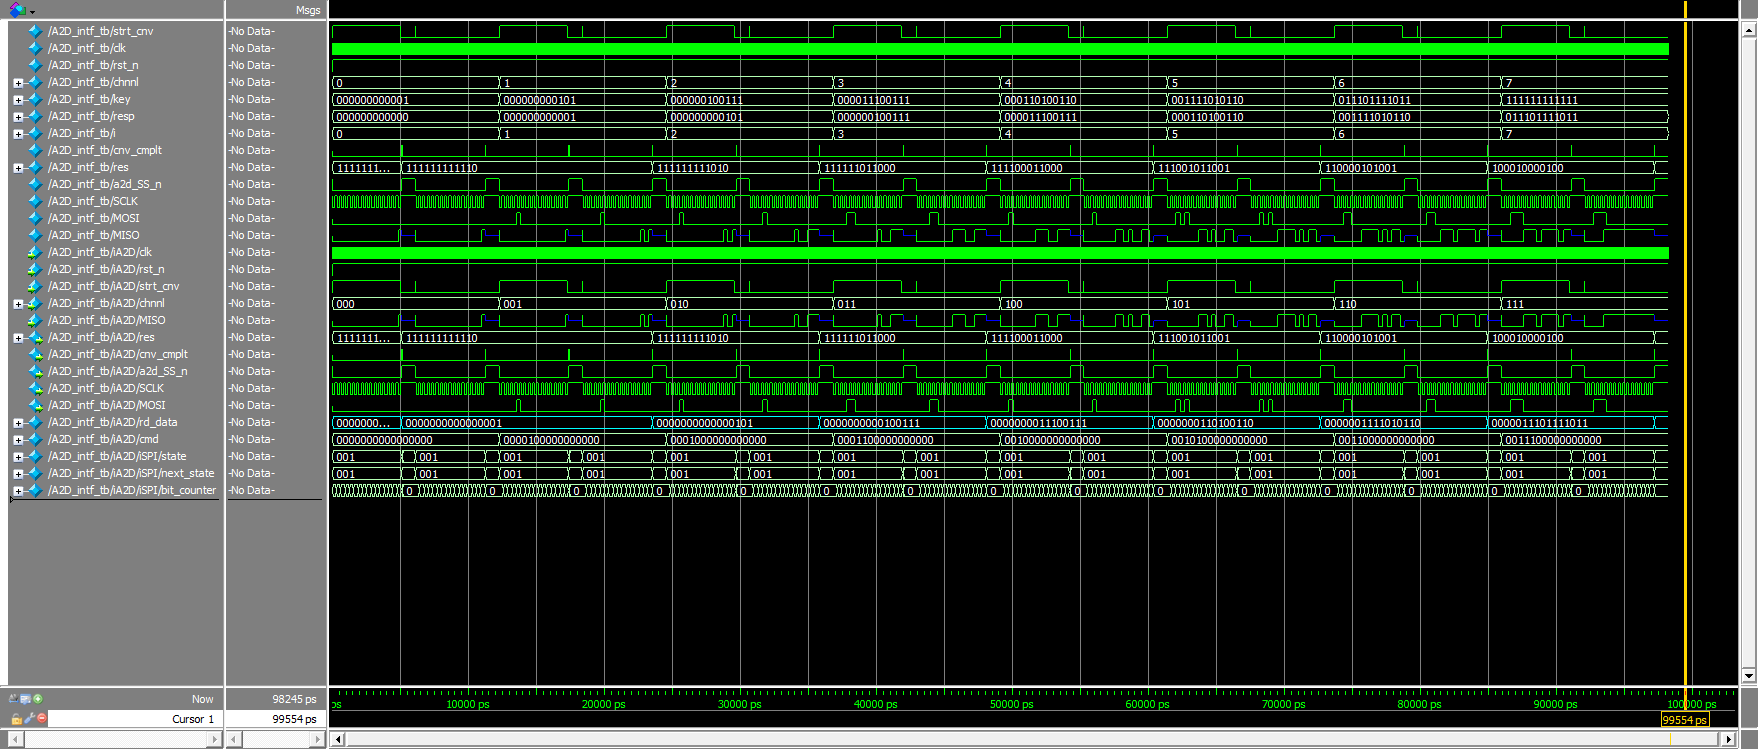 Msgs
/A2D_intf_tb/strt_cnv -No Data-
/A2D_intf_tb/clk -No Data-
/A2D_intf_tb/rst_n -No Data-
/A2D_intf_tb/chnnl -No Data- 0 1 2 3 4 5 6 7
/A2D_intf_tb/key -No Data- 000000000001 000000000101 000000100111 000011100111 000110100110 001111010110 011101111011 111111111111
/A2D_intf_tb/resp -No Data- 000000000000 000000000001 000000000101 000000100111 000011100111 000110100110 001111010110 011101111011
/A2D_intf_tb/i -No Data- 0 1 2 3 4 5 6 7
/A2D_intf_tb/cnv_cmplt -No Data-
/A2D_intf_tb/res -No Data- 1111111... 111111111110 111111111010 111111011000 111100011000 111001011001 110000101001 100010000100
/A2D_intf_tb/a2d_SS_n -No Data-
/A2D_intf_tb/SCLK -No Data-
/A2D_intf_tb/MOSI -No Data-
/A2D_intf_tb/MISO -No Data-
/A2D_intf_tb/iA2D/clk -No Data-
/A2D_intf_tb/iA2D/rst_n -No Data-
/A2D_intf_tb/iA2D/strt_cnv -No Data-
/A2D_intf_tb/iA2D/chnnl -No Data- 000 001 010 011 100 101 110 111
/A2D_intf_tb/iA2D/MISO -No Data-
/A2D_intf_tb/iA2D/res -No Data- 1111111... 111111111110 111111111010 111111011000 111100011000 111001011001 110000101001 100010000100
/A2D_intf_tb/iA2D/cnv_cmplt -No Data-
/A2D_intf_tb/iA2D/a2d_SS_n -No Data-
/A2D_intf_tb/iA2D/SCLK -No Data-
/A2D_intf_tb/iA2D/MOSI -No Data-
/A2D_intf_tb/iA2D/rd_data -No Data- 0000000... 0000000000000001 0000000000000101 0000000000100111 0000000011100111 0000000110100110 0000001111010110 0000011101111011
/A2D_intf_tb/iA2D/cmd -No Data- 0000000000000000 0000100000000000 0001000000000000 0001100000000000 0010000000000000 0010100000000000 0011000000000000 0011100000000000
/A2D_intf_tb/iA2D/iSPI/state -No Data- 001 001 001 001 001 001 001 001 001 001 001 001 001 001 001 001
/A2D_intf_tb/iA2D/iSPI/next_state -No Data- 001 001 001 001 001 001 001 001 001 001 001 001 001 001 001 001
/A2D_intf_tb/iA2D/iSPI/bit_counter -No Data- 0 0 0 0 0 0 0 0 0 0 0 0 0 0 0
Now 98245 ps ps 10000 ps 20000 ps 30000 ps 40000 ps 50000 ps 60000 ps 70000 ps 80000 ps 90000 ps 100000 ps
Cursor 1 99554 ps 99554 ps